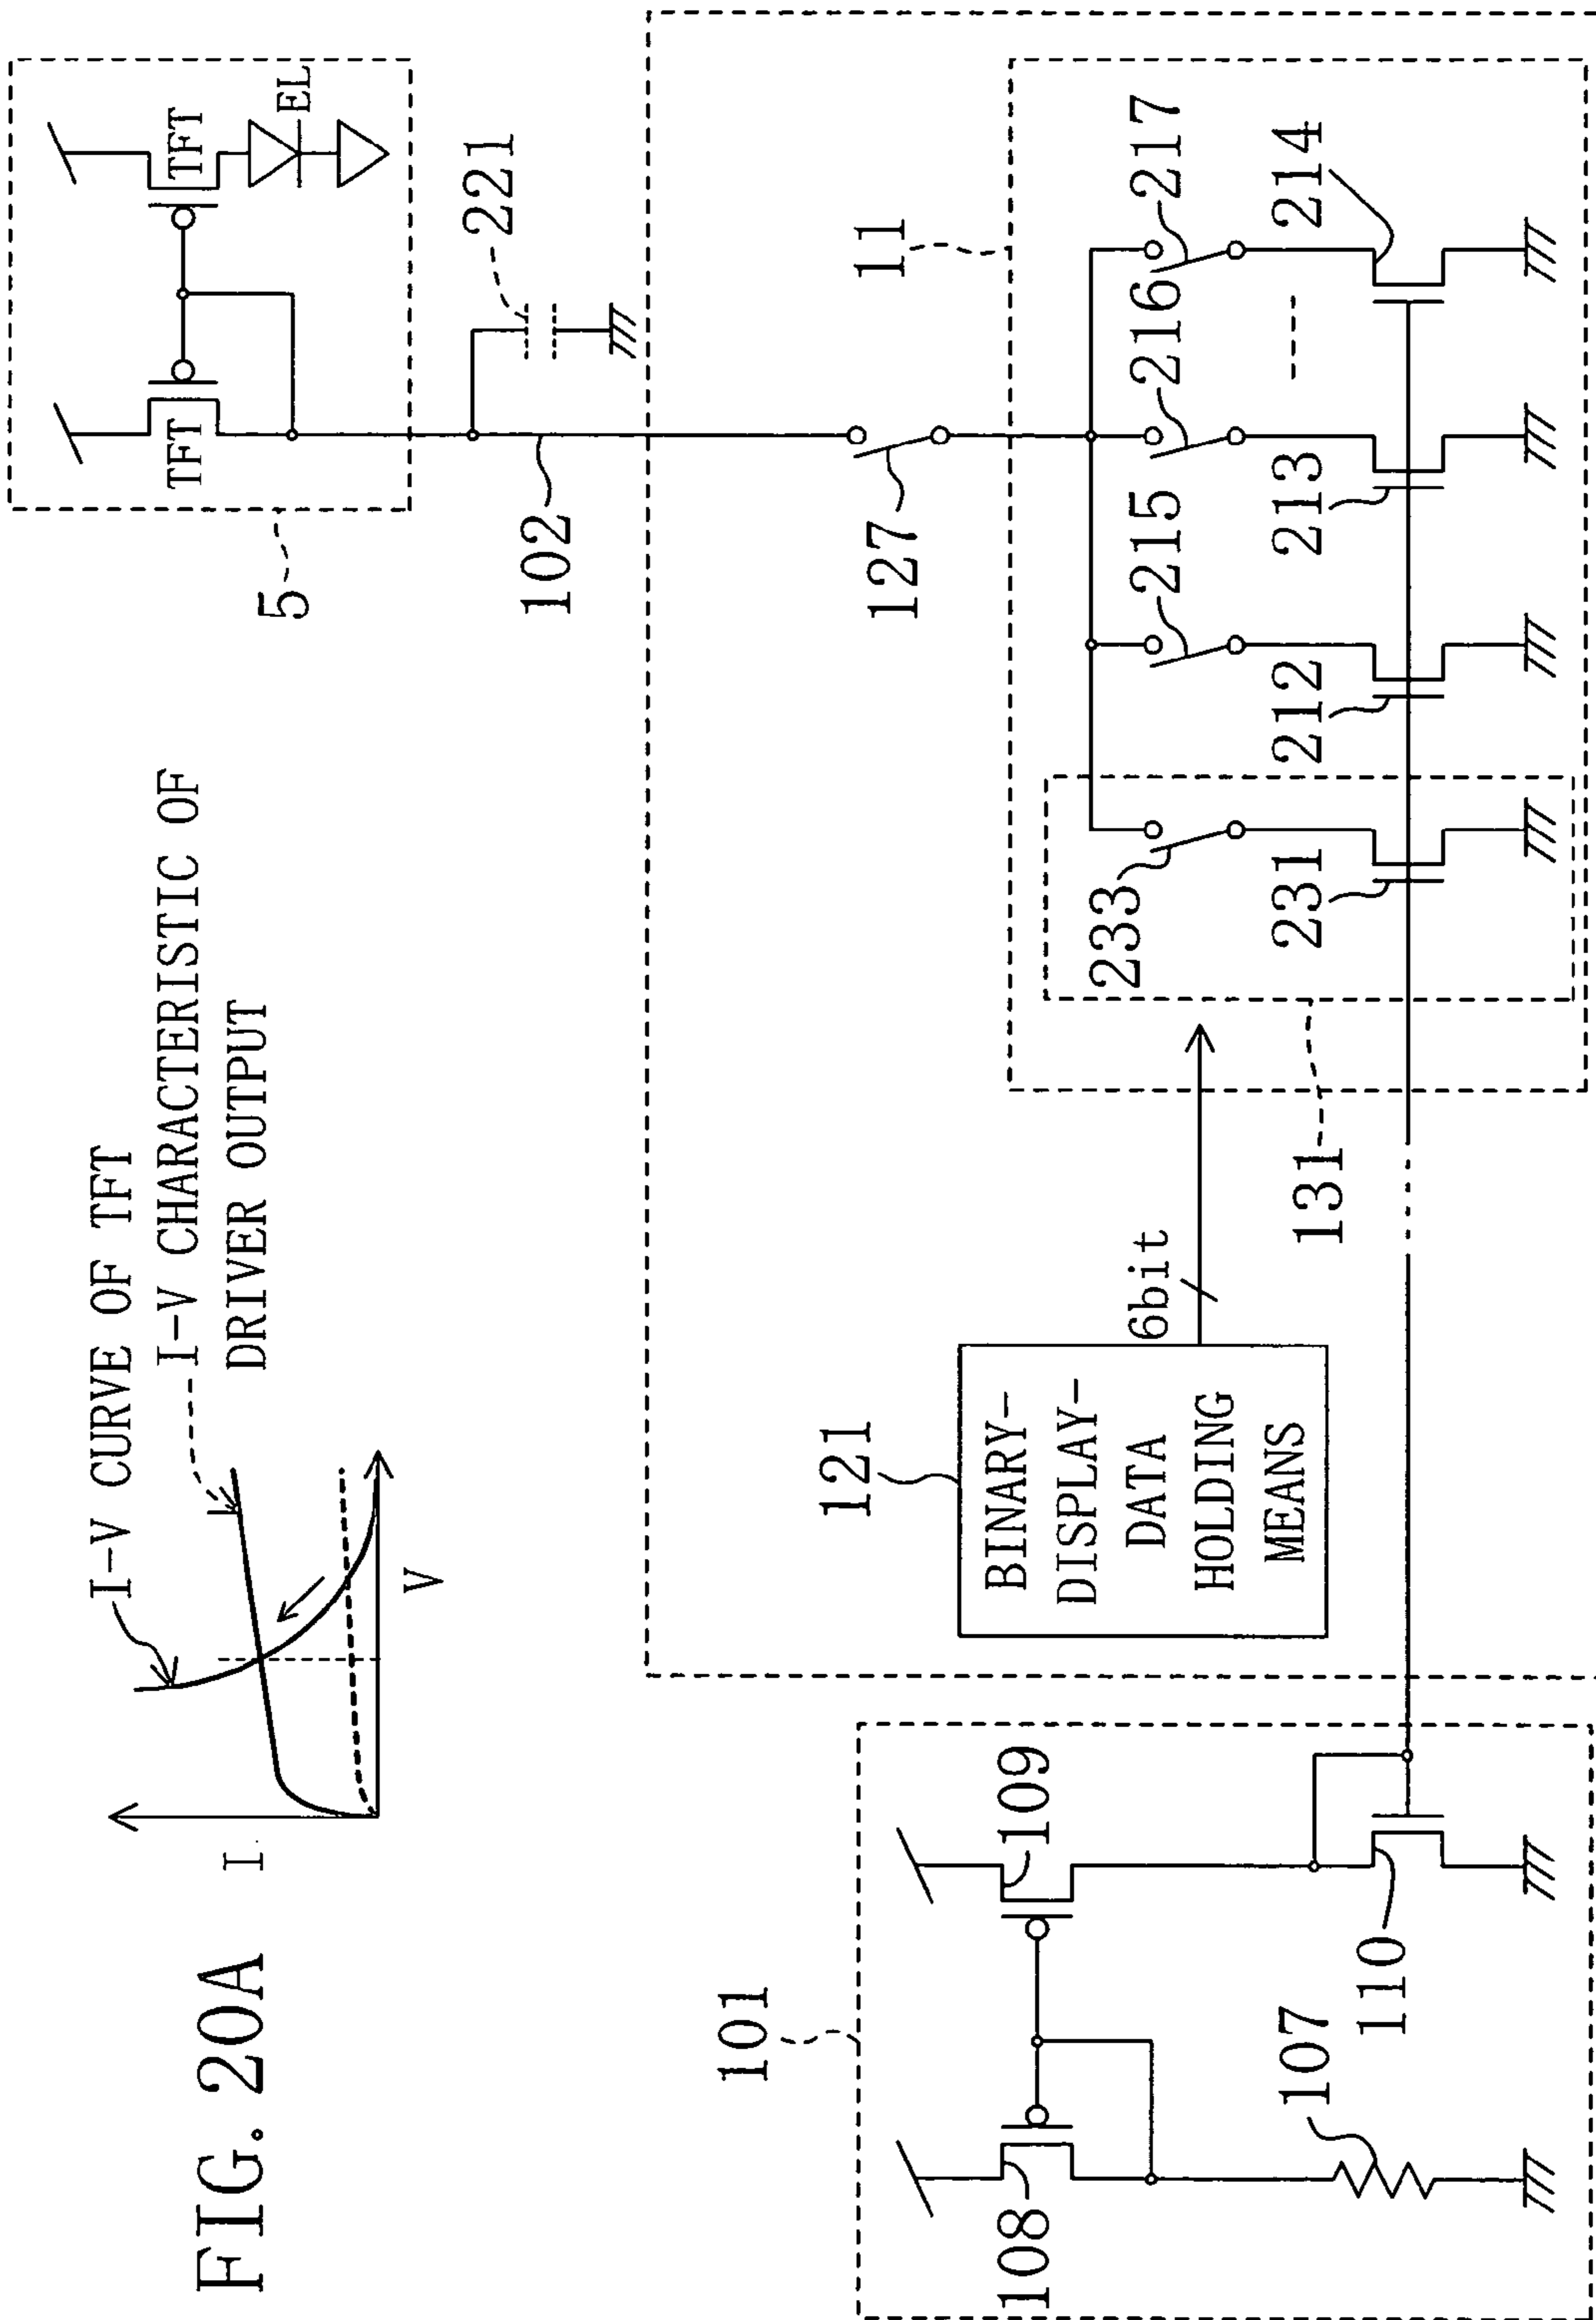 FIG. 20A
I
V
I-V CURVE OF TFT
I-V CHARACTERISTIC OF
DRIVER OUTPUT
TFT
TFT
EL
5
221
102
101
108
109
107
110
121
BINARY-
DISPLAY-
DATA
HOLDING
MEANS
6bit
131
127
11
233
215
216
217
231
212
213
214